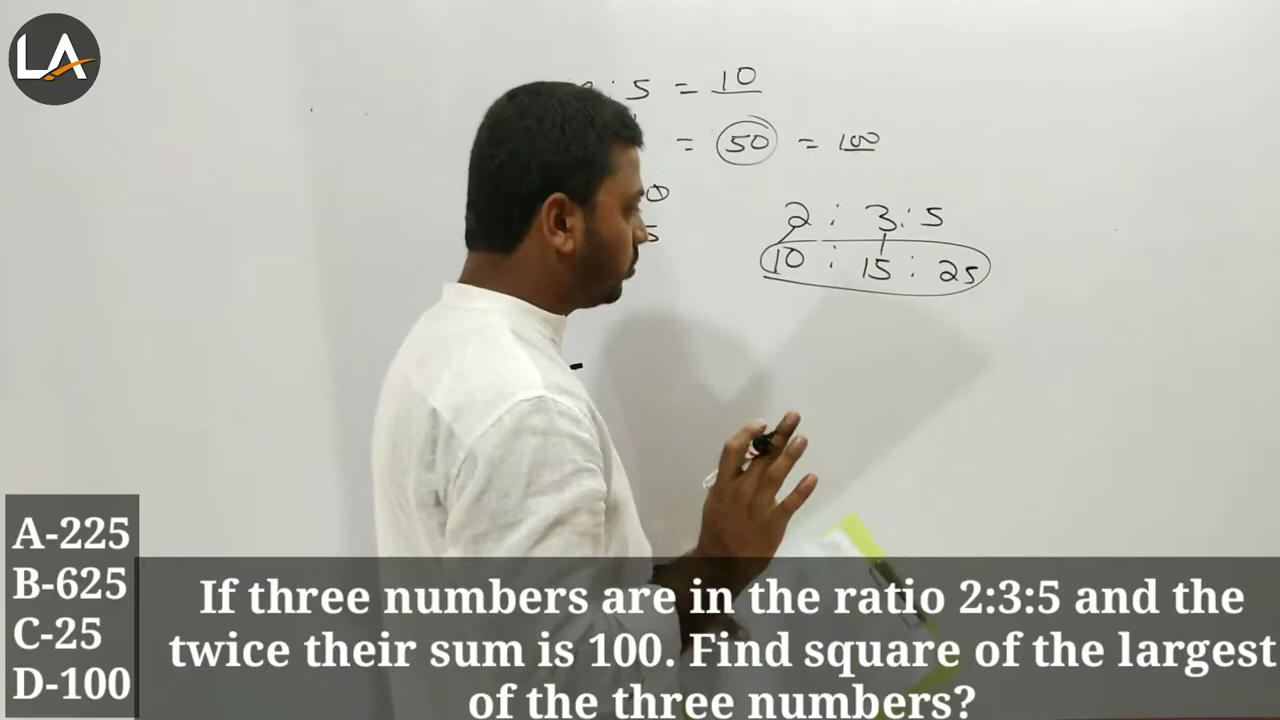 LA
: 5 = 10
= 50 = 100
2 : 3 : 5
10 : 15 : 25
A-225
B-625
C-25
D-100
If three numbers are in the ratio 2:3:5 and the
twice their sum is 100. Find square of the largest
of the three numbers?